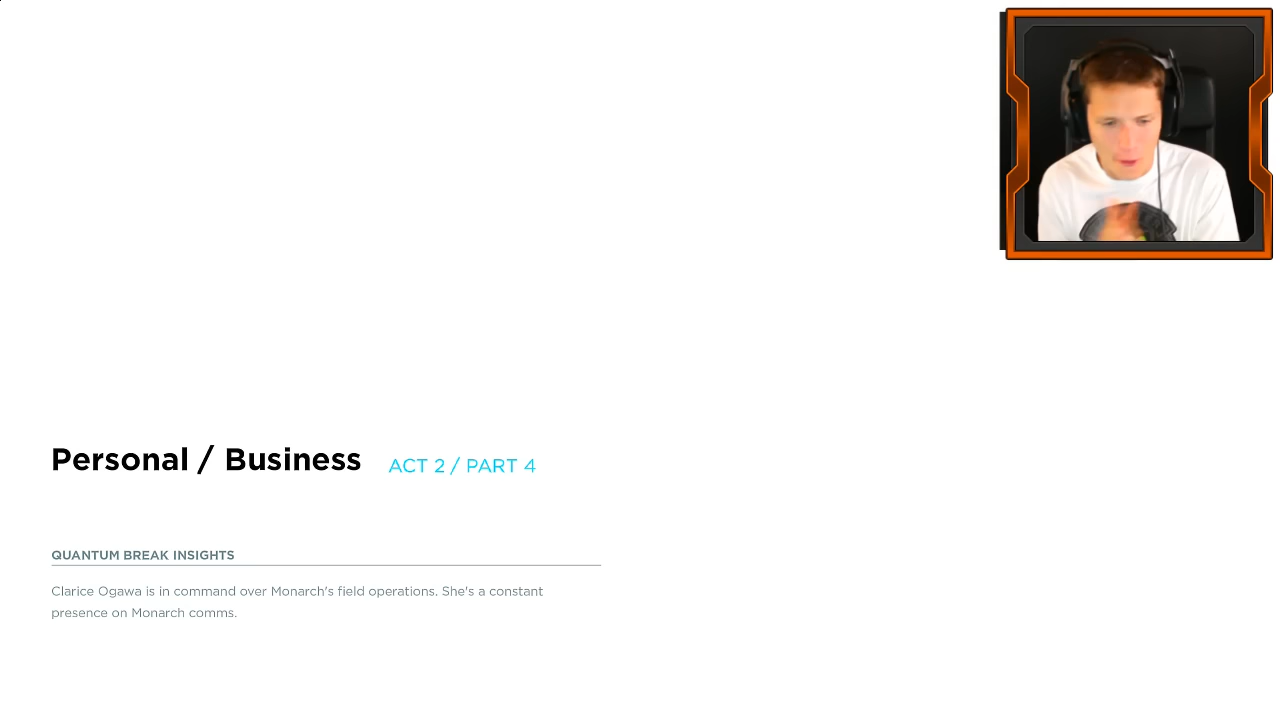 Personal / Business ACT 2 / PART 4
QUANTUM BREAK INSIGHTS
Clarice Ogawa is in command over Monarch's field operations. She's a constant
presence on Monarch comms.